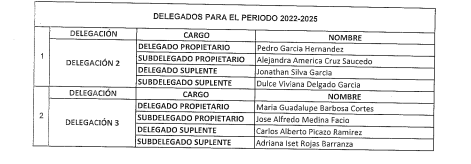 DELEGADOS PARA EL PERIODO 2022-2025
DELEGACIÓN CARGO NOMBRE
1 DELEGACIÓN 2 DELEGADO PROPIETARIO Pedro Garcia Hernandez
SUBDELEGADO PROPIETARIO Alejandra America Cruz Saucedo
DELEGADO SUPLENTE Jonathan Silva Garcia
SUBDELEGADO SUPLENTE Dulce Viviana Delgado Garcia
DELEGACIÓN CARGO NOMBRE
2 DELEGACIÓN 3 DELEGADO PROPIETARIO Maria Guadalupe Barbosa Cortes
SUBDELEGADO PROPIETARIO Jose Alfredo Medina Facio
DELEGADO SUPLENTE Carlos Alberto Picazo Ramirez
SUBDELEGADO SUPLENTE Adriana Iset Rojas Barranza